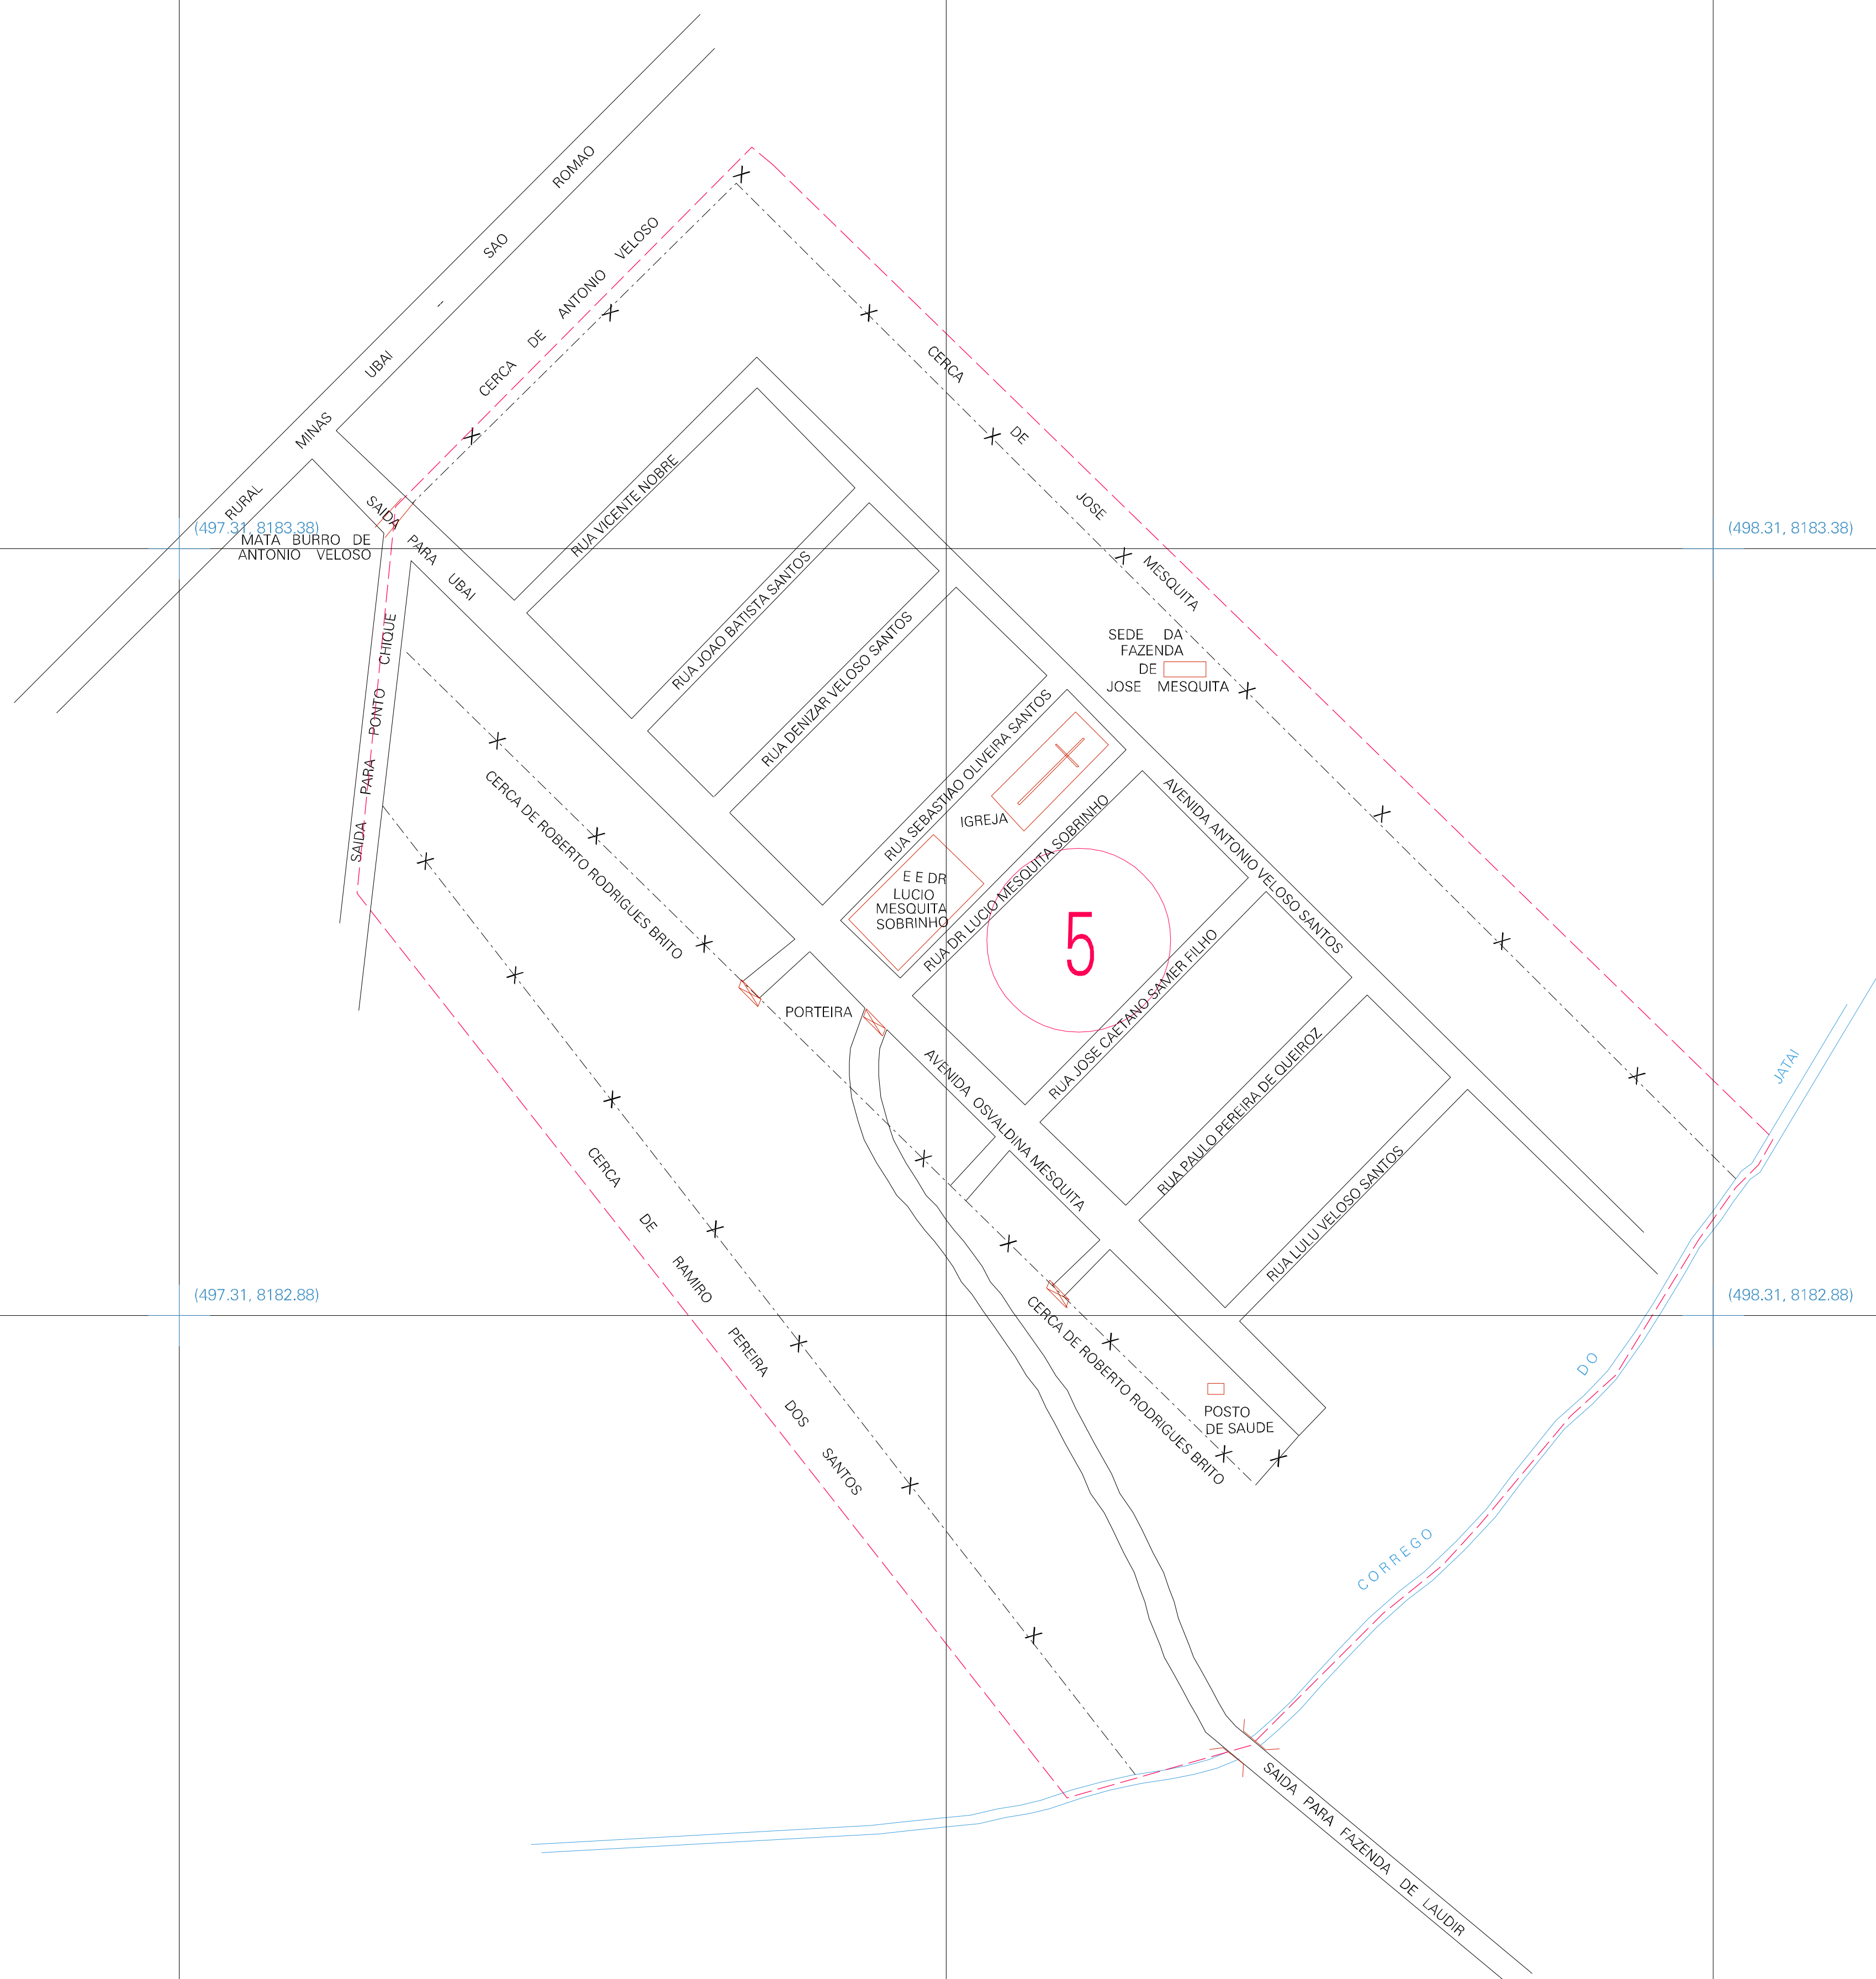 RURAL MINAS UBAI - SAO ROMAO
CERCA DE ANTONIO VELOSO
CERCA DE JOSE MESQUITA
SAIDA PARA UBAI
(497.31, 8183.38)
(498.31, 8183.38)
MATA BURRO DE
ANTONIO VELOSO
RUA VICENTE NOBRE
RUA JOAO BATISTA SANTOS
RUA DENIZAR VELOSO SANTOS
RUA SEBASTIAO OLIVEIRA SANTOS
SEDE DA
FAZENDA
DE
JOSE MESQUITA
SAIDA PARA PONTO CHIQUE
CERCA DE ROBERTO RODRIGUES BRITO
IGREJA
E E DR
LUCIO
MESQUITA
SOBRINHO
RUA DR LUCIO MESQUITA SOBRINHO
AVENIDA ANTONIO VELOSO SANTOS
5
RUA JOSE CAETANO SAMER FILHO
PORTEIRA
AVENIDA OSVALDINA MESQUITA
RUA PAULO PEREIRA DE QUEIROZ
RUA LULU VELOSO SANTOS
CERCA DE RAMIRO PEREIRA DOS SANTOS
(497.31, 8182.88)
(498.31, 8182.88)
CERCA DE ROBERTO RODRIGUES BRITO
POSTO
DE SAUDE
CORREGO DO JATAI
SAIDA PARA FAZENDA DE LAUDIR